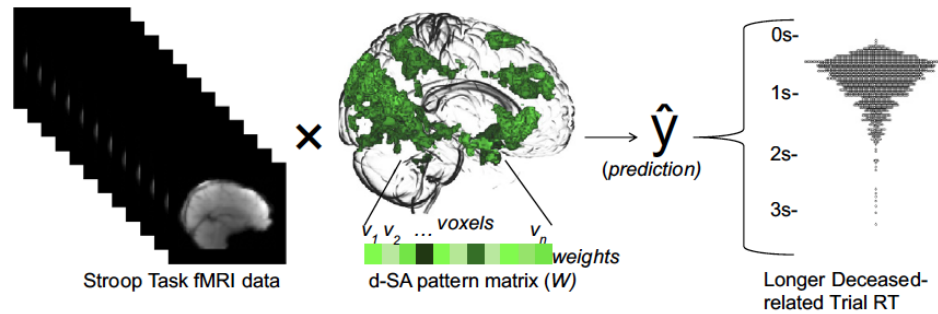 Stroop Task fMRI data
×
v1 v2 ... voxels vn
weights
d-SA pattern matrix (W)
ŷ
(prediction)
0s-
1s-
2s-
3s-
Longer Deceased-
related Trial RT